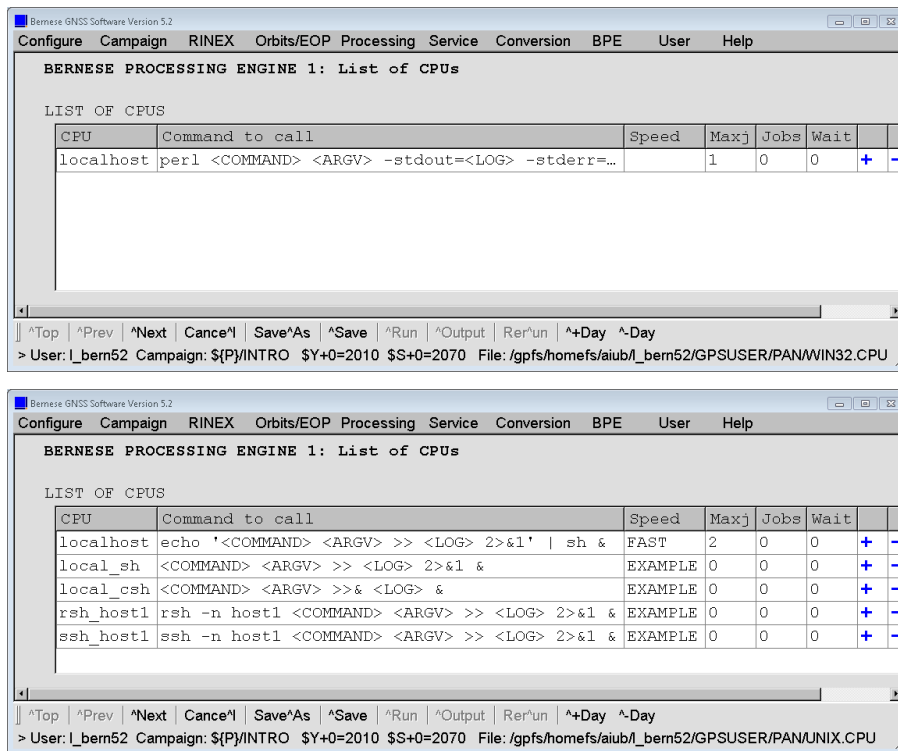 Bernese GNSS Software Version 5.2
Configure Campaign RINEX Orbits/EOP Processing Service Conversion BPE User Help
BERNESE PROCESSING ENGINE 1: List of CPUs
LIST OF CPUS
CPU Command to call Speed Maxj Jobs Wait
localhost perl <COMMAND> <ARGV> -stdout=<LOG> -stderr=… 1 0 0 + -
^Top | ^Prev | ^Next | Cance^l | Save^As | ^Save | ^Run | ^Output | Rer^un | ^+Day ^-Day
> User: l_bern52 Campaign: ${P}/INTRO $Y+0=2010 $S+0=2070 File: /gpfs/homefs/aiub/l_bern52/GPSUSER/PAN/WIN32.CPU
Bernese GNSS Software Version 5.2
Configure Campaign RINEX Orbits/EOP Processing Service Conversion BPE User Help
BERNESE PROCESSING ENGINE 1: List of CPUs
LIST OF CPUS
CPU Command to call Speed Maxj Jobs Wait
localhost echo '<COMMAND> <ARGV> >> <LOG> 2>&1' | sh & FAST 2 0 0 + -
local_sh <COMMAND> <ARGV> >> <LOG> 2>&1 & EXAMPLE 0 0 0 + -
local_csh <COMMAND> <ARGV> >>& <LOG> & EXAMPLE 0 0 0 + -
rsh_host1 rsh -n host1 <COMMAND> <ARGV> >> <LOG> 2>&1 & EXAMPLE 0 0 0 + -
ssh_host1 ssh -n host1 <COMMAND> <ARGV> >> <LOG> 2>&1 & EXAMPLE 0 0 0 + -
^Top | ^Prev | ^Next | Cance^l | Save^As | ^Save | ^Run | ^Output | Rer^un | ^+Day ^-Day
> User: l_bern52 Campaign: ${P}/INTRO $Y+0=2010 $S+0=2070 File: /gpfs/homefs/aiub/l_bern52/GPSUSER/PAN/UNIX.CPU